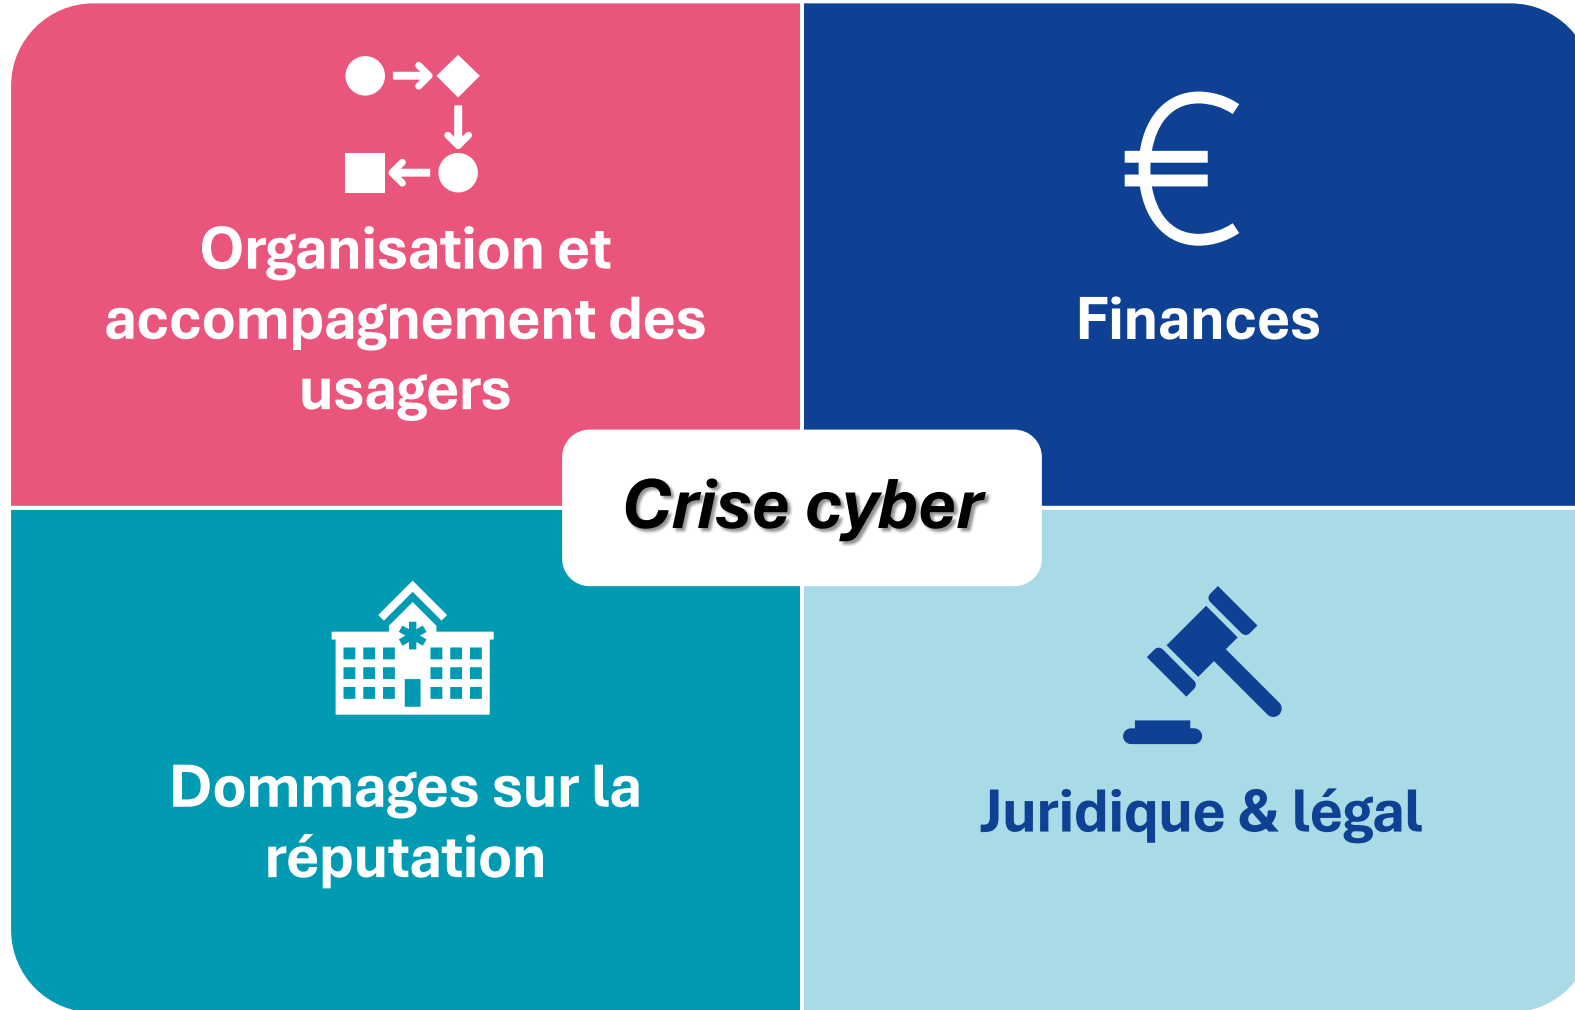 Organisation et
accompagnement des
usagers
Finances
Crise cyber
Dommages sur la
réputation
Juridique & légal